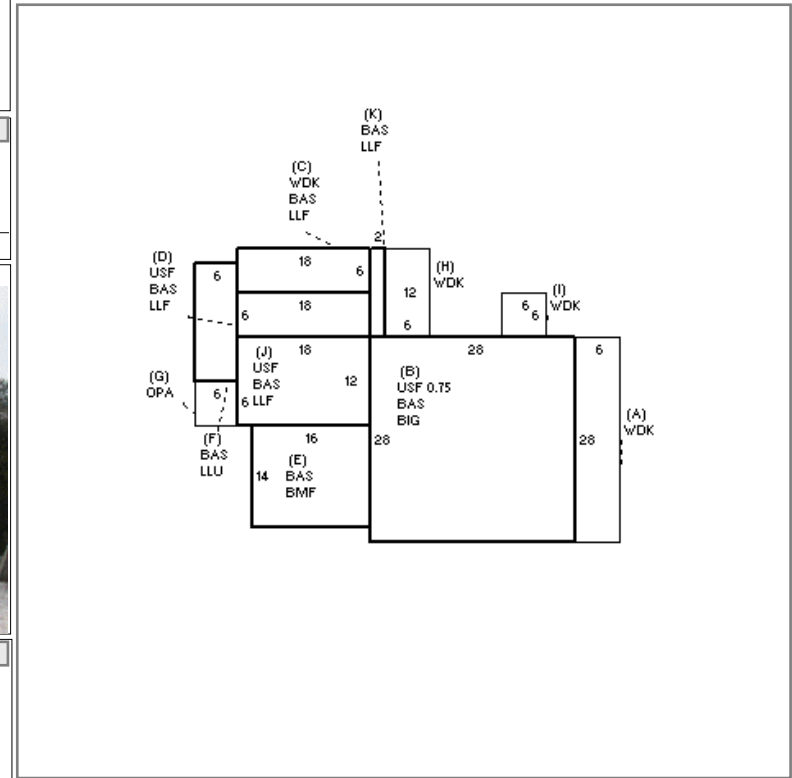 (K)
BAS
LLF
(C)
WDK
BAS
LLF
2
(D)
USF
BAS
LLF
6
18
6
(H)
WDK
12
6
(I)
WDK
6
6
6
18
(G)
OPA
6
6
18
(J)
USF
BAS
LLF
12
28
(B)
USF 0.75
BAS
BIG
28
6
28
(A)
WDK
(F)
BAS
LLU
16
14
(E)
BAS
BMF